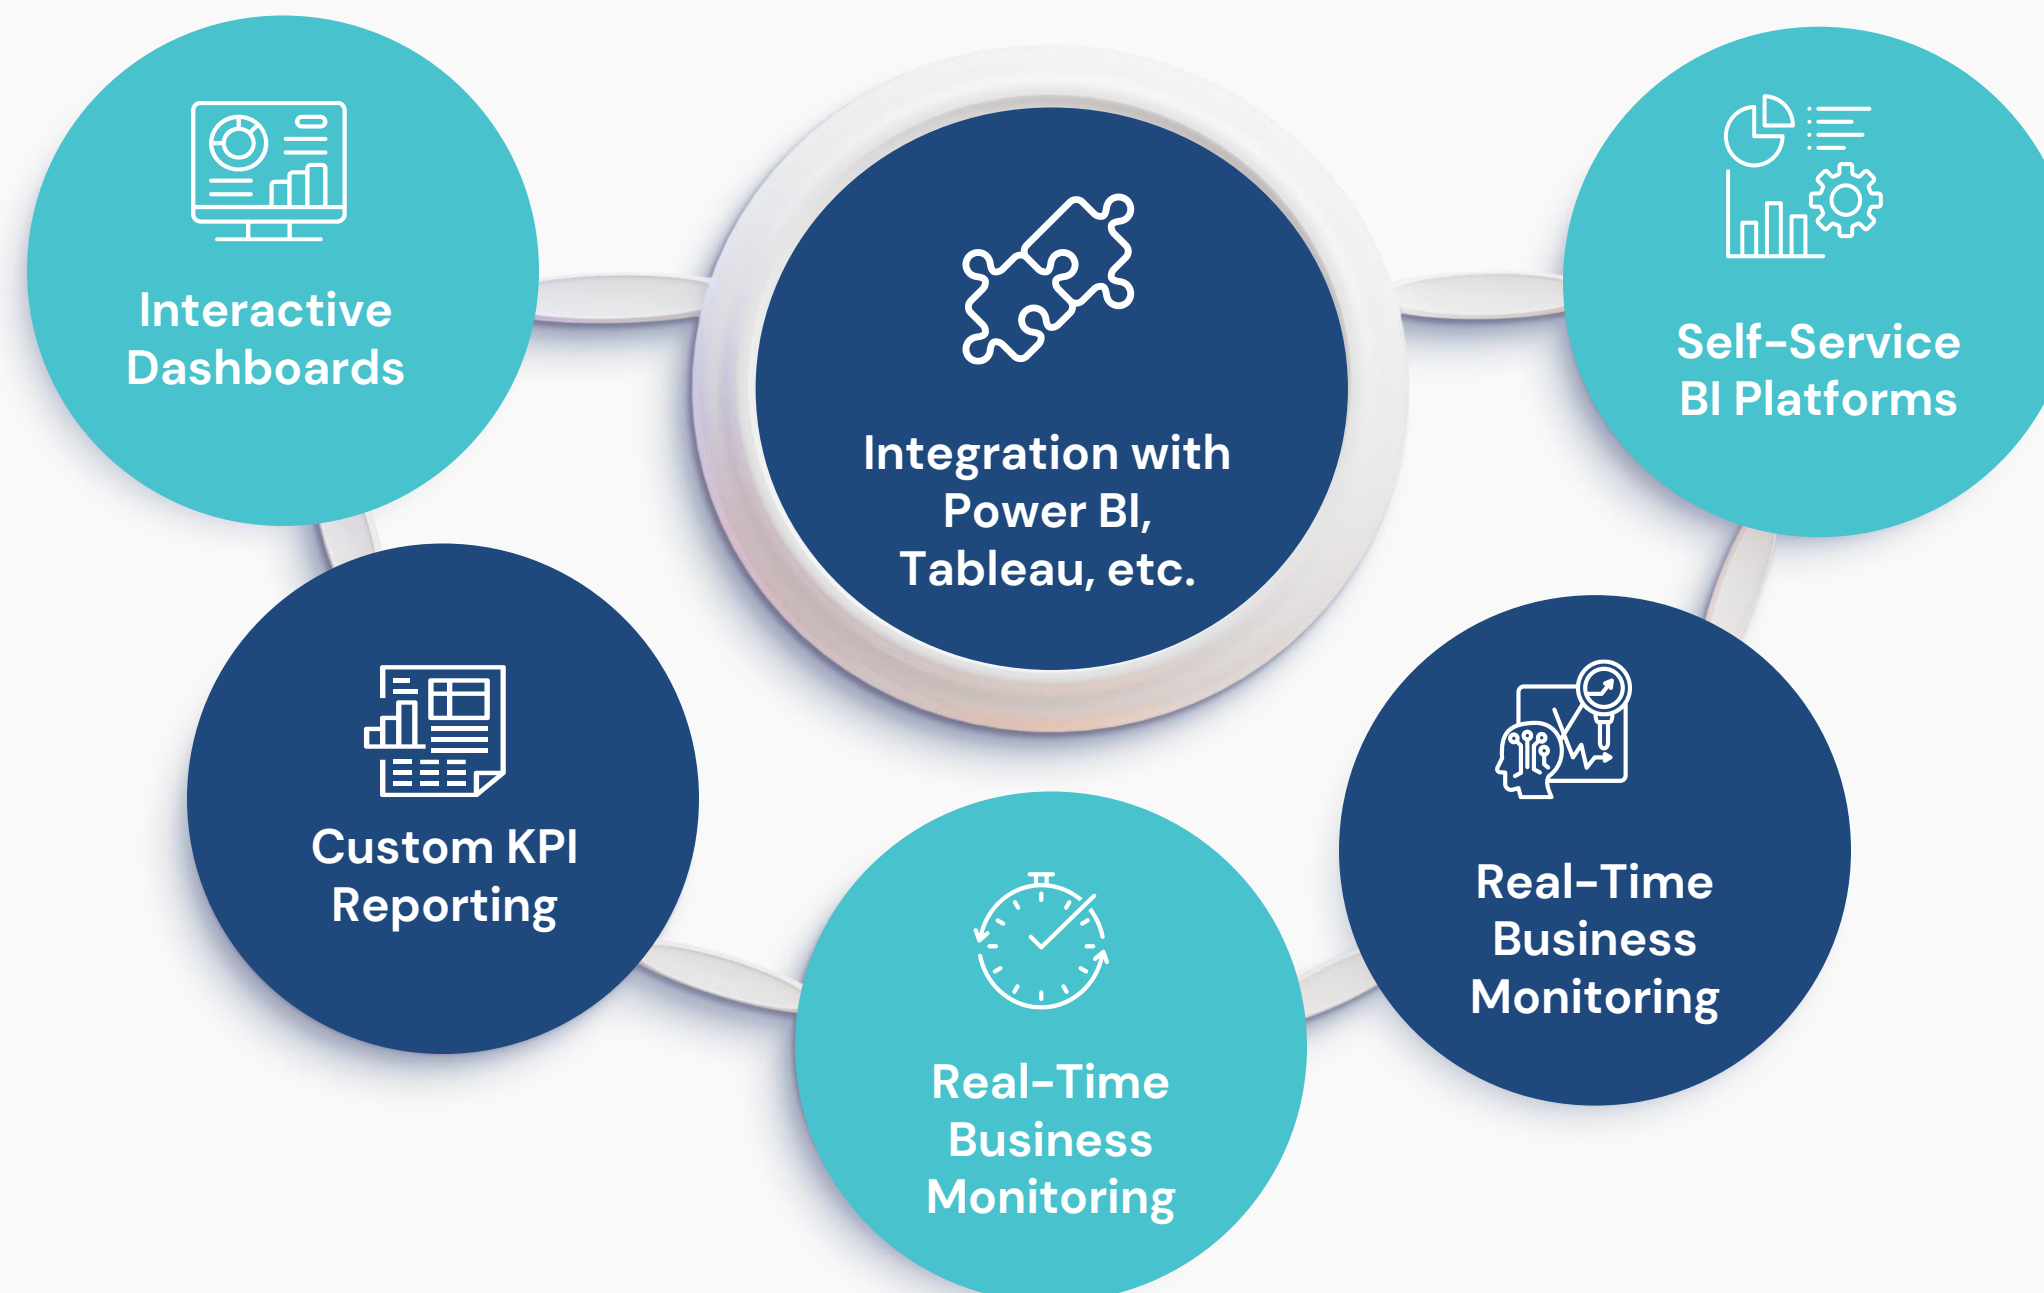 Interactive
Dashboards
Integration with
Power BI,
Tableau, etc.
Self-Service
BI Platforms
Custom KPI
Reporting
Real-Time
Business
Monitoring
Real-Time
Business
Monitoring